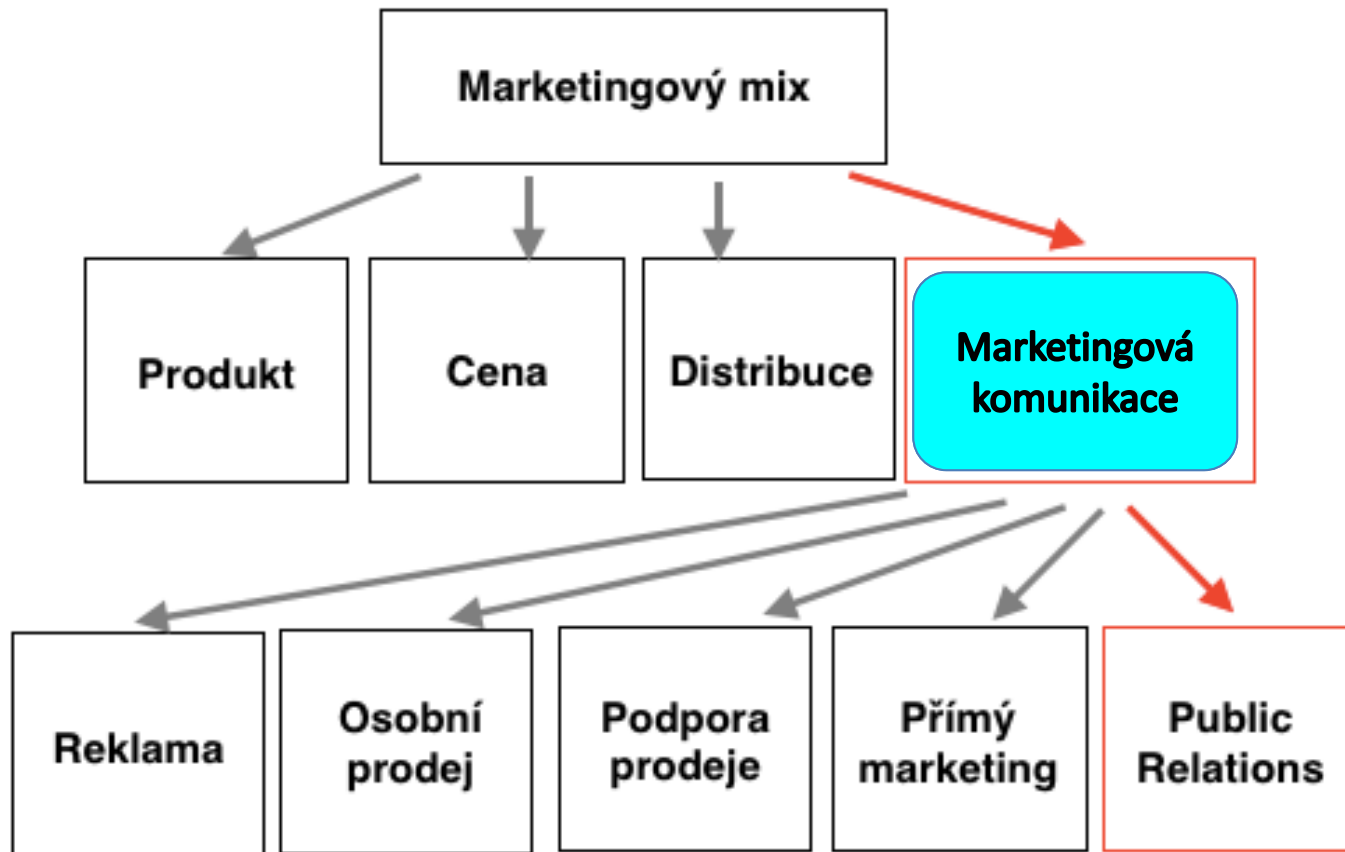 Marketingový mix
Produkt
Cena
Distribuce
Marketingová
komunikace
Reklama
Osobní
prodej
Podpora
prodeje
Přímý
marketing
Public
Relations